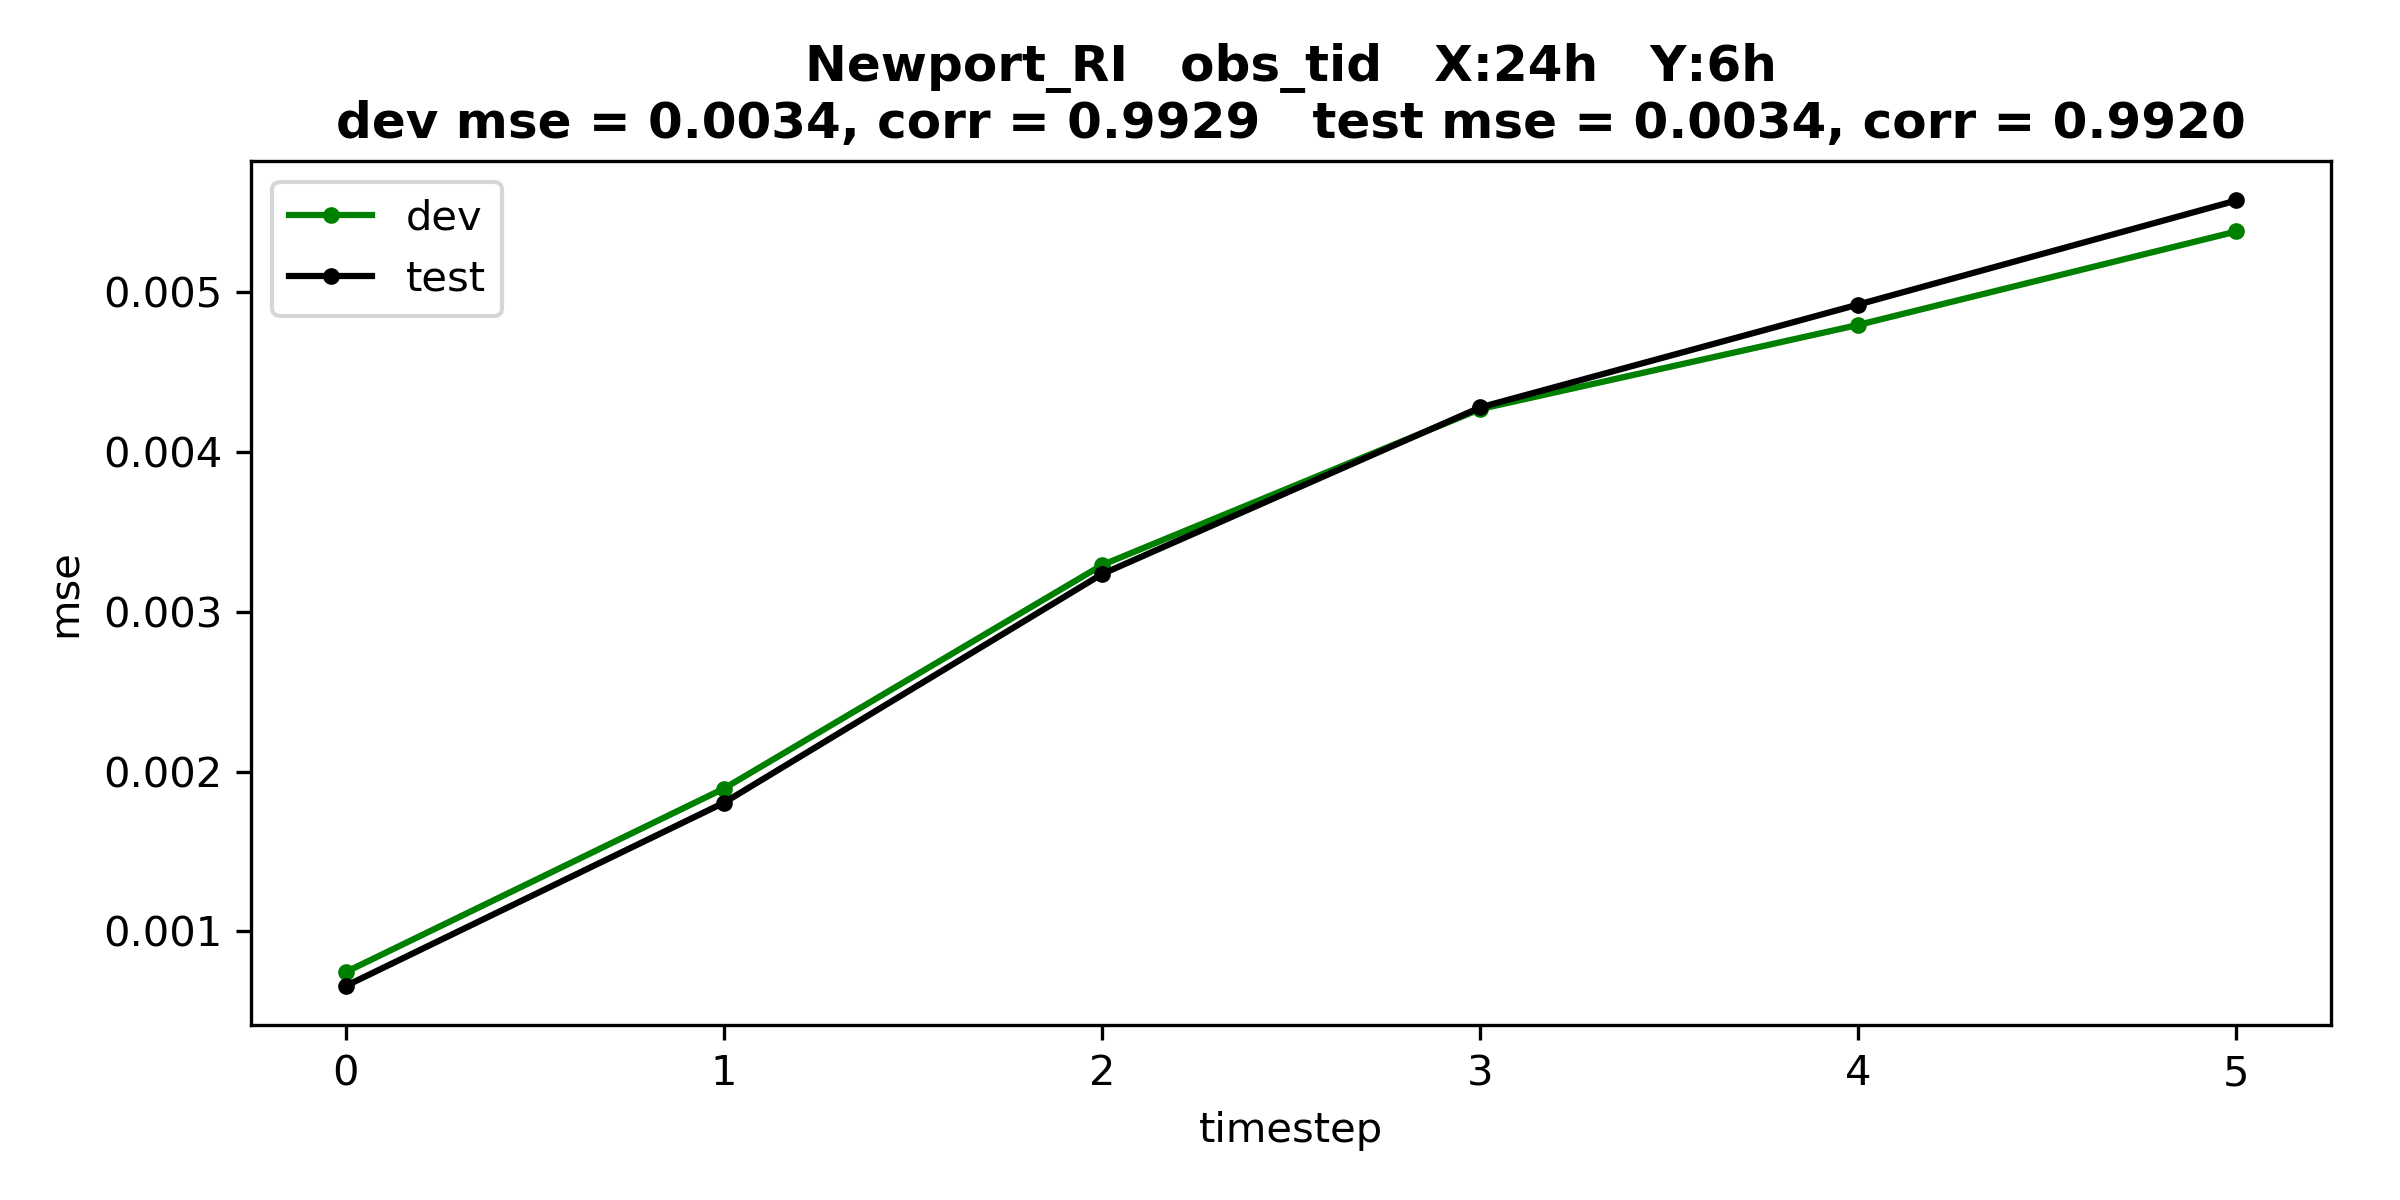 Newport_RI   obs_tid   X:24h   Y:6h
dev mse = 0.0034, corr = 0.9929   test mse = 0.0034, corr = 0.9920
dev
test
0.005
0.004
0.003
0.002
0.001
mse
0 1 2 3 4 5
timestep